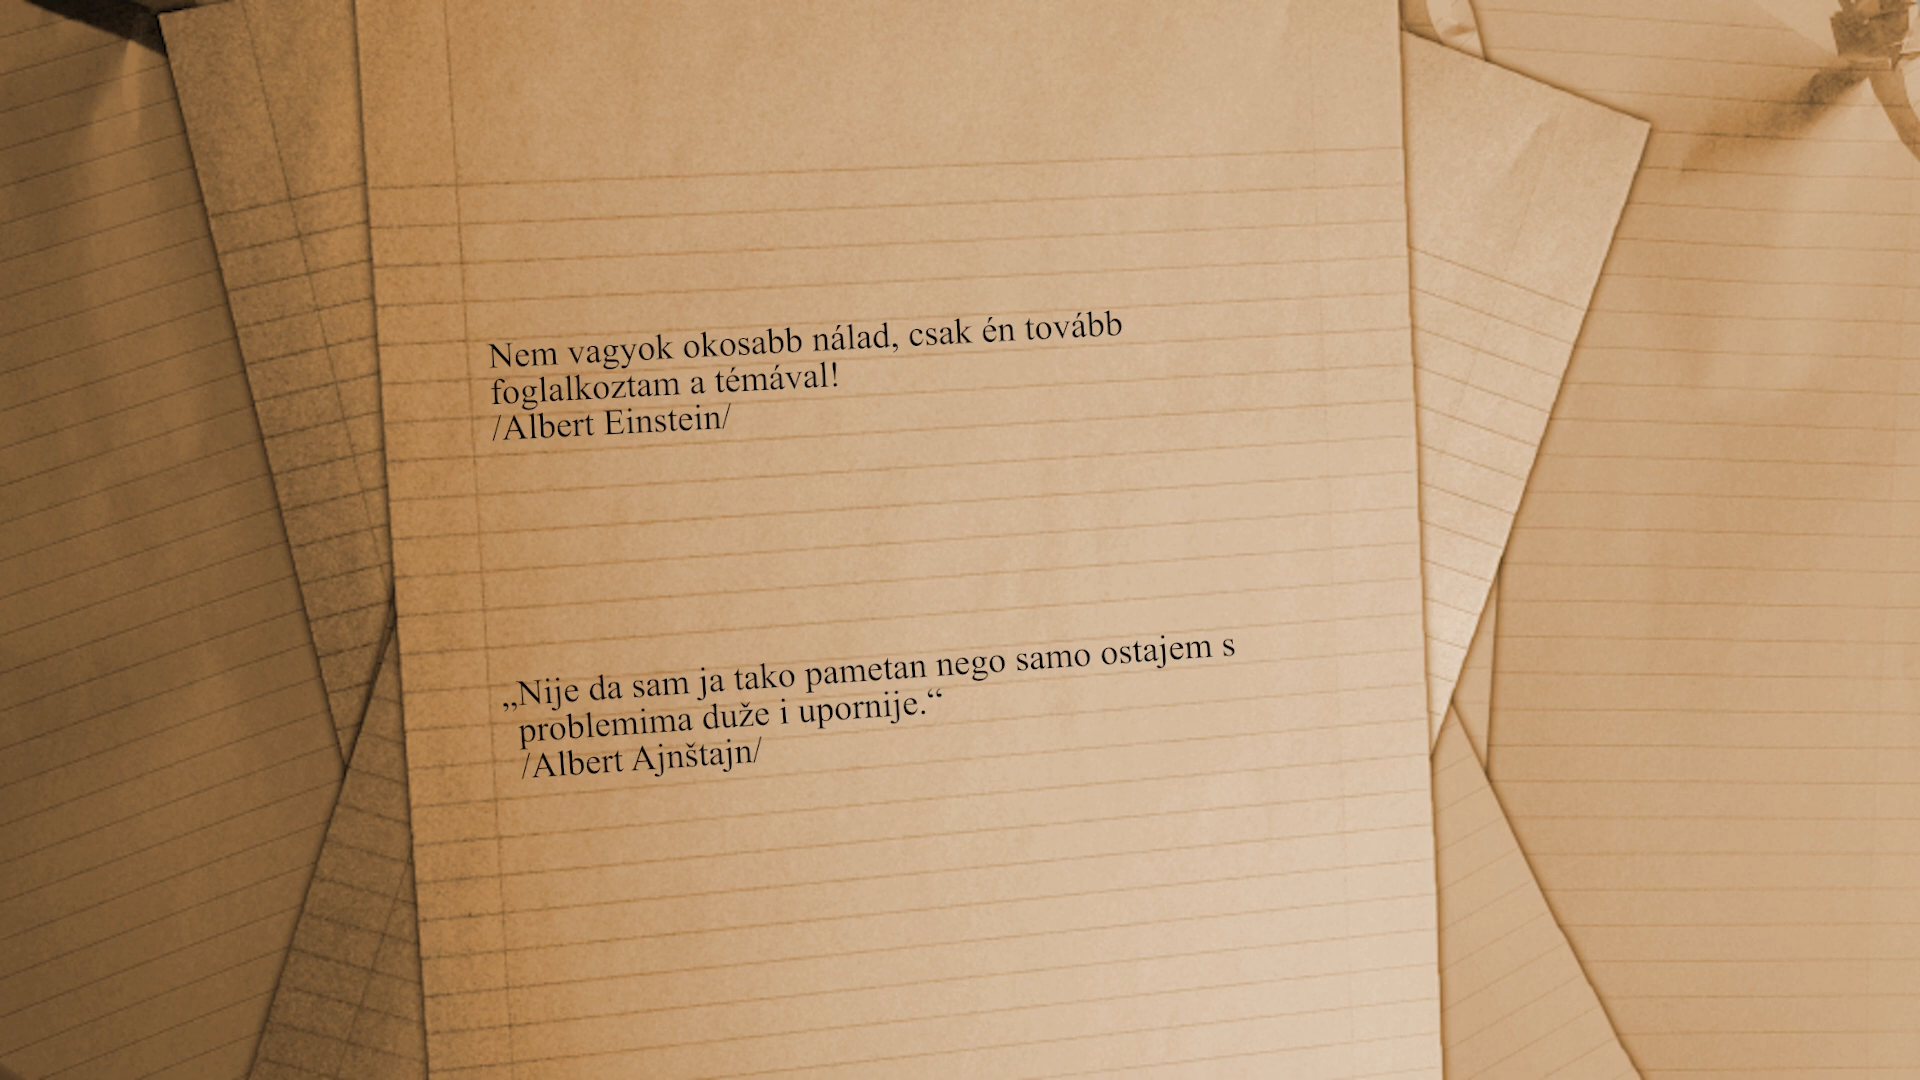 Nem vagyok okosabb nálad, csak én tovább
foglalkoztam a témával!
/Albert Einstein/
„Nije da sam ja tako pametan nego samo ostajem s
problemima duže i upornije.“
/Albert Ajnštajn/